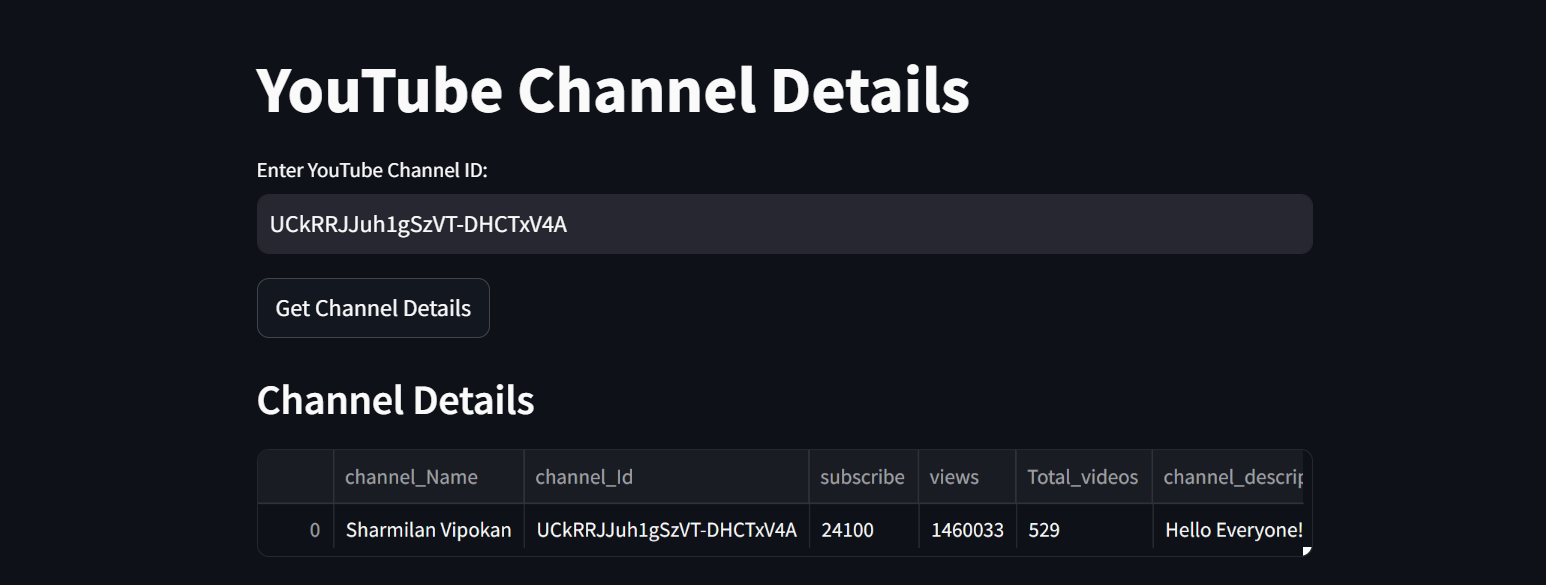 YouTube Channel Details
Enter YouTube Channel ID:
UCkRRJJuh1gSzVT-DHCTxV4A
Get Channel Details
Channel Details
channel_Name channel_Id subscribe views Total_videos channel_descrip
0 Sharmilan Vipokan UCkRRJJuh1gSzVT-DHCTxV4A 24100 1460033 529 Hello Everyone!